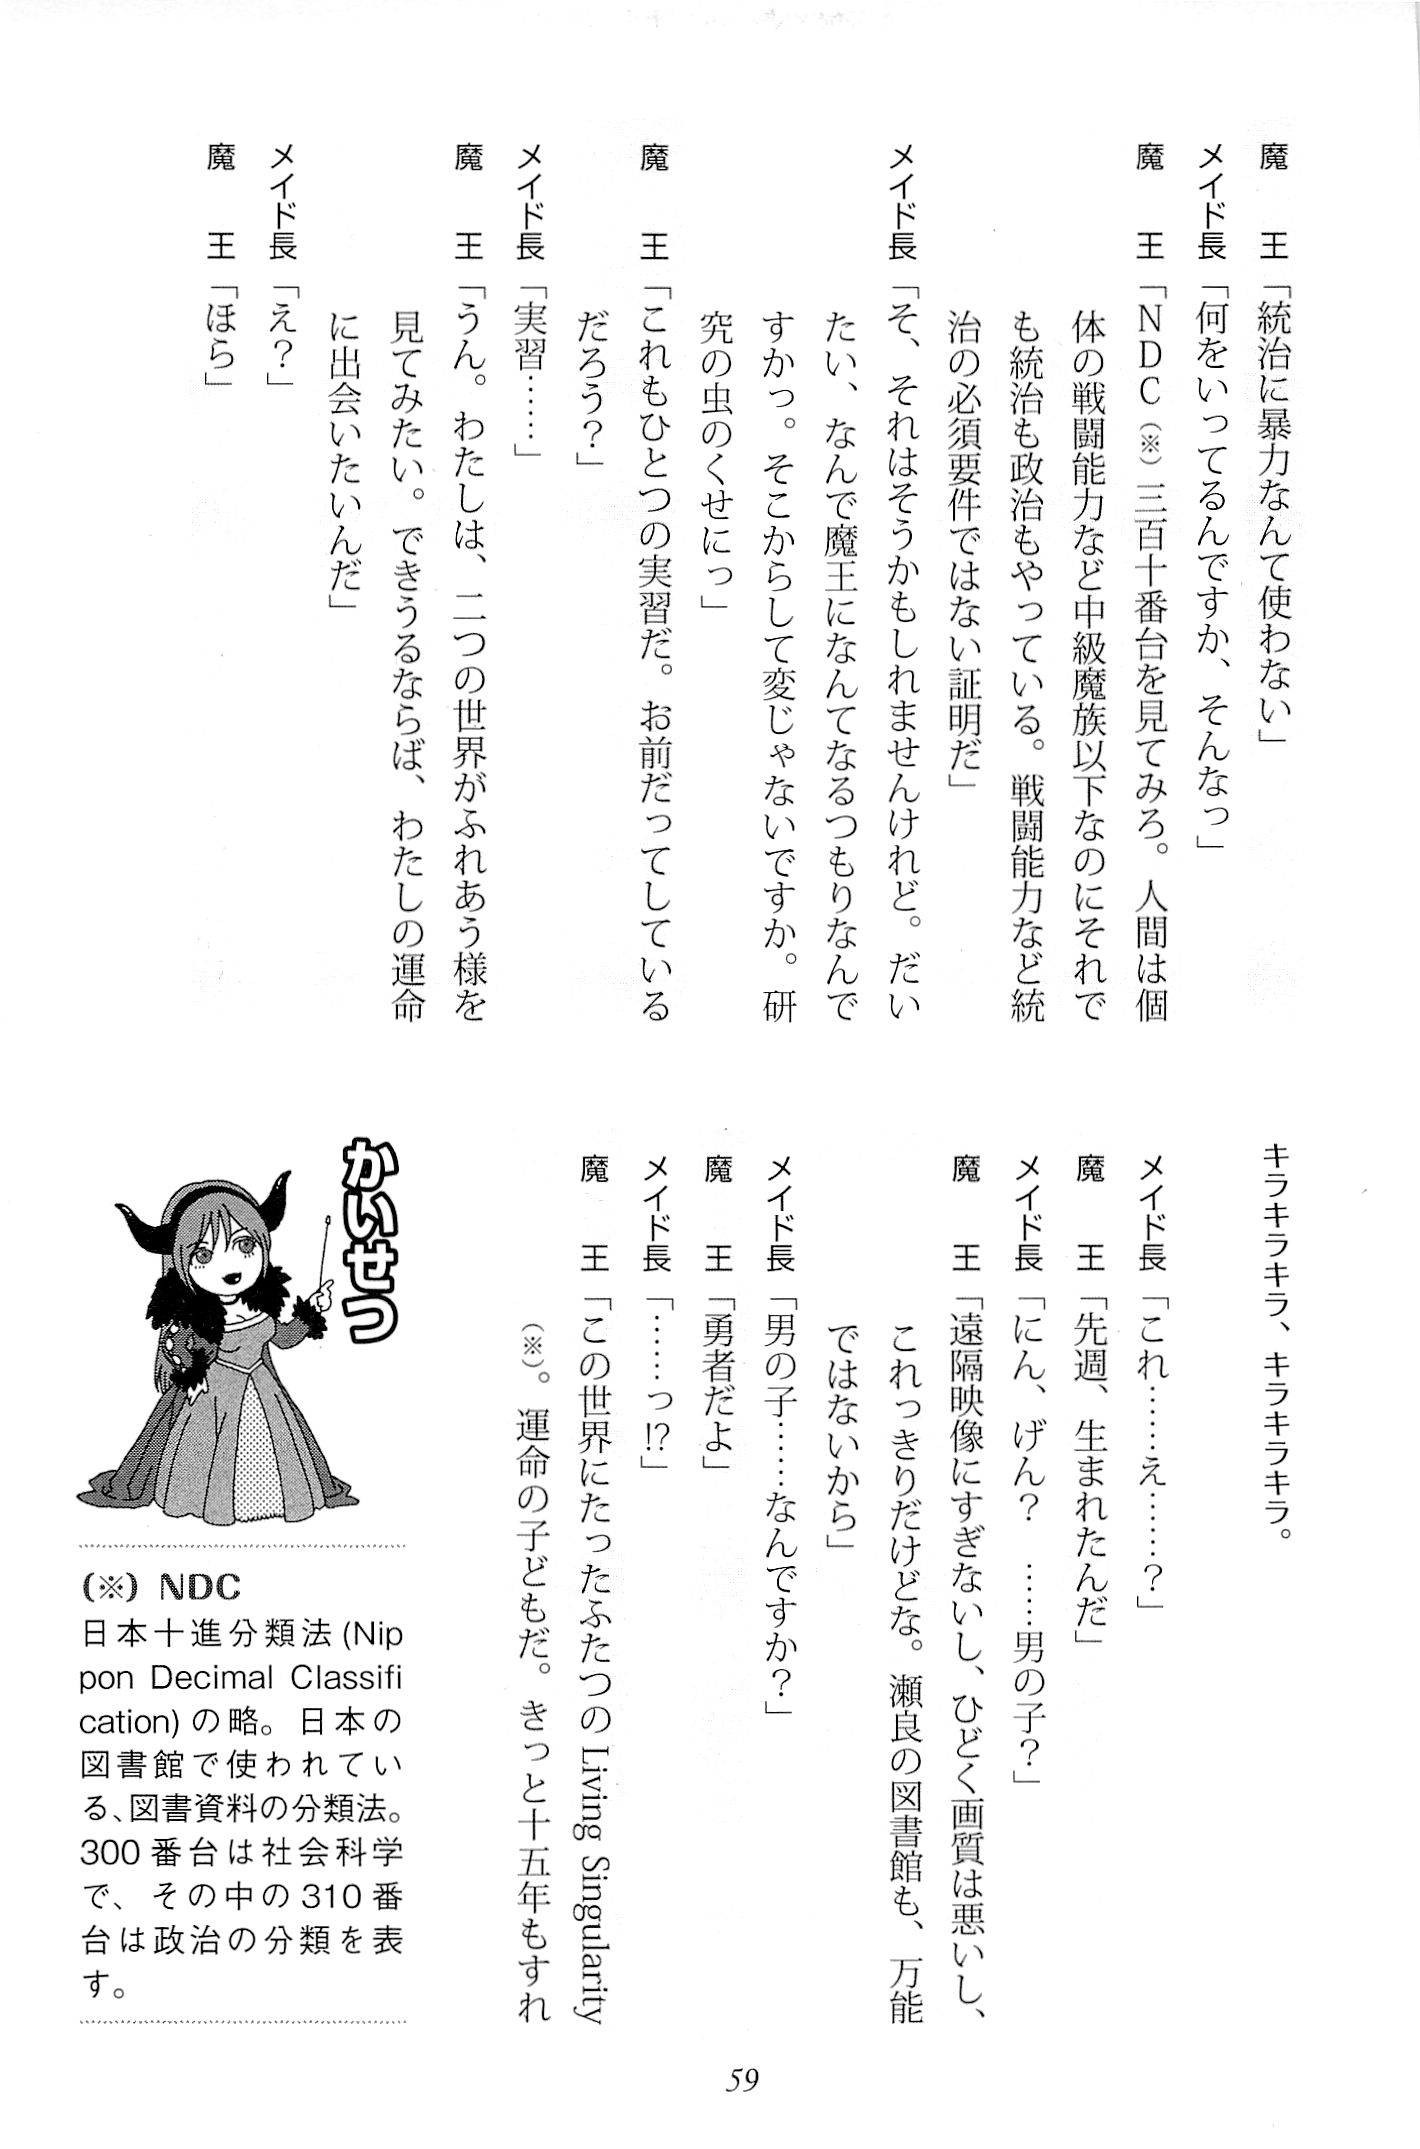 魔　王「統治に暴力なんて使わない」
メイド長「何をいってるんですか、そんなっ」
魔　王「NDC（※）三百十番台を見てみろ。人間は個
体の戦闘能力など中級魔族以下なのにそれで
も統治も政治もやっている。戦闘能力など統
治の必須要件ではない証明だ」
メイド長「そ、それはそうかもしれませんけれど。だい
たい、なんで魔王になんてなるつもりなんで
すかっ。そこからして変じゃないですか。研
究の虫のくせにっ」
魔　王「これもひとつの実習だ。お前だってしている
だろう？」
メイド長「実習……」
魔　王「うん。わたしは、二つの世界がふれあう様を
見てみたい。できうるならば、わたしの運命
に出会いたいんだ」
メイド長「え？」
魔　王「ほら」
キラキラキラ、キラキラキラ。
メイド長「これ……え……？」
魔　王「先週、生まれたんだ」
メイド長「にん、げん？　……男の子？」
魔　王「遠隔映像にすぎないし、ひどく画質は悪いし、
これっきりだけどな。瀬良の図書館も、万能
ではないから」
メイド長「男の子……なんですか？」
魔　王「勇者だよ」
メイド長「……っ!?」
魔　王「この世界にたったふたつのLiving Singularity
（※）。運命の子どもだ。きっと十五年もすれ
かいせつ
（※）NDC
日本十進分類法(Nip
pon Decimal Classifi
cation)の略。日本の
図書館で使われてい
る、図書資料の分類法。
300番台は社会科学
で、その中の310番
台は政治の分類を表
す。
59